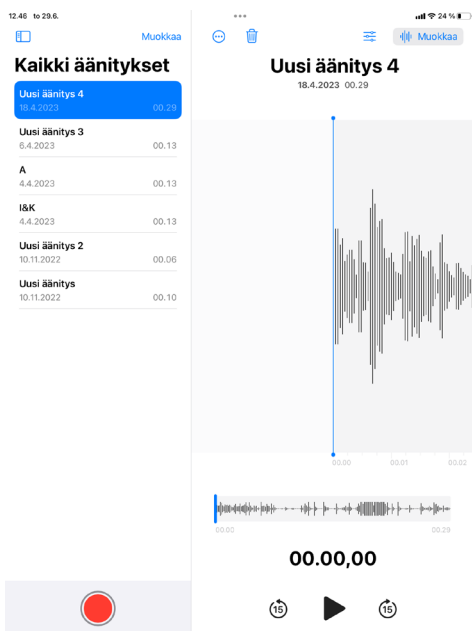 12.46 to 29.6.
24 %
Muokkaa
Muokkaa
Kaikki äänitykset
Uusi äänitys 4
18.4.2023 00.29
Uusi äänitys 3
6.4.2023 00.13
A
4.4.2023 00.13
I&K
4.4.2023 00.13
Uusi äänitys 2
10.11.2022 00.06
Uusi äänitys
10.11.2022 00.10
Uusi äänitys 4
18.4.2023 00.29
00.00 00.01 00.02
00.00 00.29
00.00,00
15 15